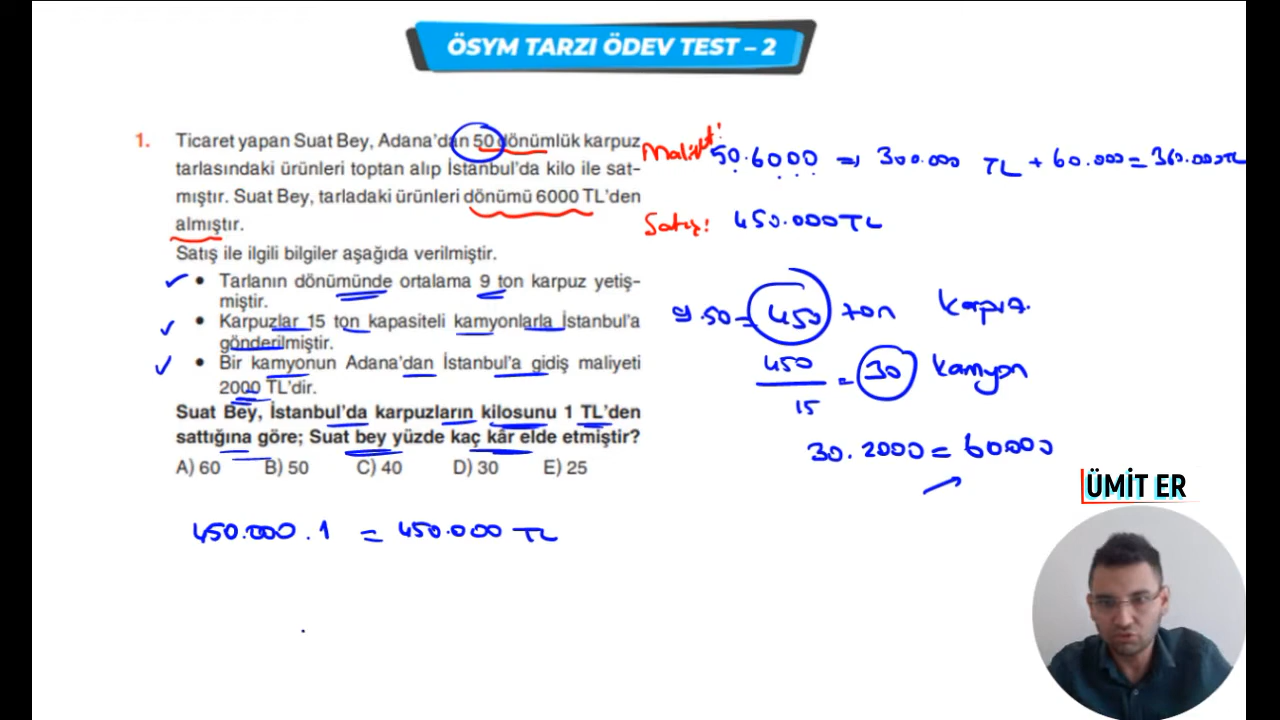 ÖSYM TARZI ÖDEV TEST – 2
1. Ticaret yapan Suat Bey, Adana'dan 50 dönümlük karpuz
tarlasındaki ürünleri toptan alıp İstanbul'da kilo ile sat-
mıştır. Suat Bey, tarladaki ürünleri dönümü 6000 TL'den
almıştır.
Satış ile ilgili bilgiler aşağıda verilmiştir.
• Tarlanın dönümünde ortalama 9 ton karpuz yetiş-
miştir.
• Karpuzlar 15 ton kapasiteli kamyonlarla İstanbul'a
gönderilmiştir.
• Bir kamyonun Adana'dan İstanbul'a gidiş maliyeti
2000 TL'dir.
Suat Bey, İstanbul'da karpuzların kilosunu 1 TL'den
sattığına göre; Suat bey yüzde kaç kâr elde etmiştir?
A) 60 B) 50 C) 40 D) 30 E) 25
450.000 . 1 = 450.000 TL
Maliyet: 50.6000 => 300.000 TL + 60.000 = 360.000TL
Satış: 450.000TL
9.50 = 450 ton karpuz.
450
15
= 30 kamyon
30.2000 = 60000
ÜMİT ER